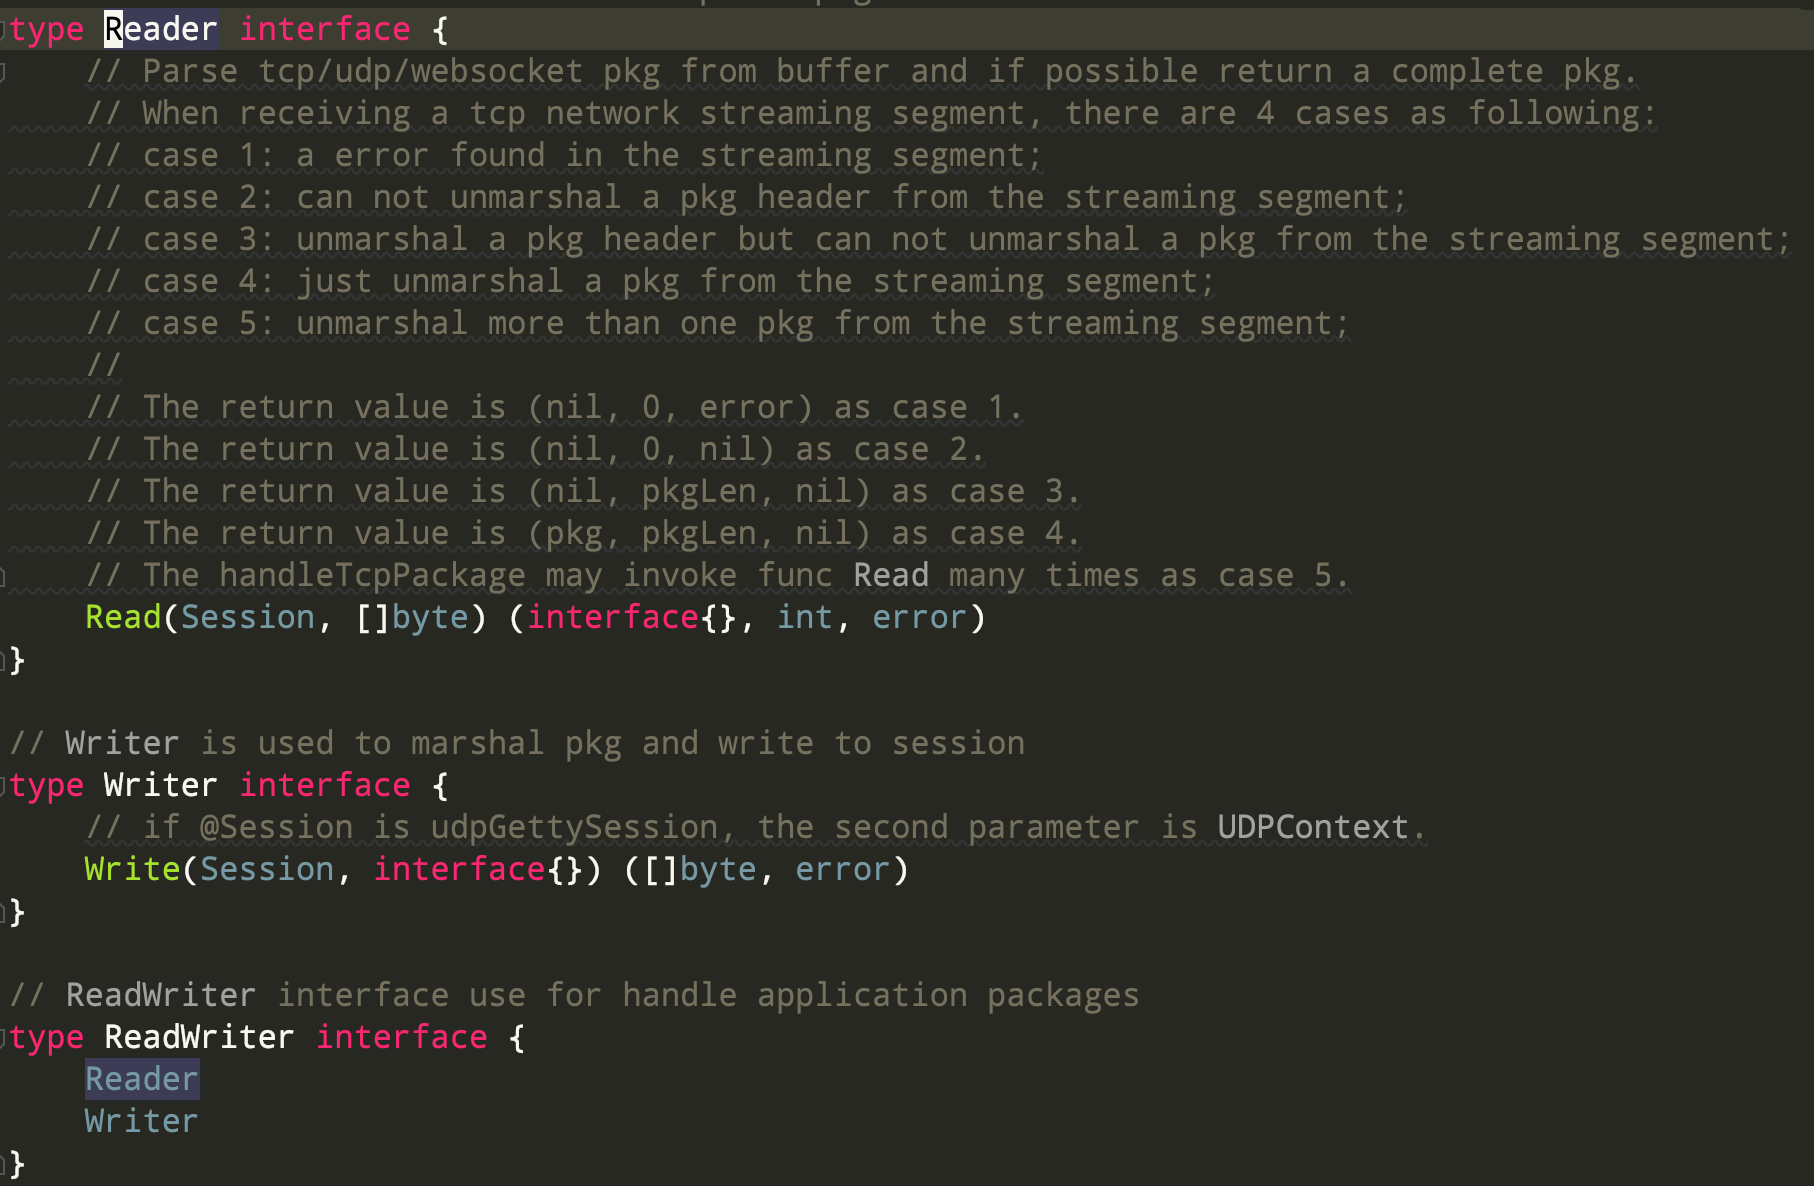 type Reader interface {
    // Parse tcp/udp/websocket pkg from buffer and if possible return a complete pkg.
    // When receiving a tcp network streaming segment, there are 4 cases as following:
    // case 1: a error found in the streaming segment;
    // case 2: can not unmarshal a pkg header from the streaming segment;
    // case 3: unmarshal a pkg header but can not unmarshal a pkg from the streaming segment;
    // case 4: just unmarshal a pkg from the streaming segment;
    // case 5: unmarshal more than one pkg from the streaming segment;
    //
    // The return value is (nil, 0, error) as case 1.
    // The return value is (nil, 0, nil) as case 2.
    // The return value is (nil, pkgLen, nil) as case 3.
    // The return value is (pkg, pkgLen, nil) as case 4.
    // The handleTcpPackage may invoke func Read many times as case 5.
    Read(Session, []byte) (interface{}, int, error)
}

// Writer is used to marshal pkg and write to session
type Writer interface {
    // if @Session is udpGettySession, the second parameter is UDPContext.
    Write(Session, interface{}) ([]byte, error)
}

// ReadWriter interface use for handle application packages
type ReadWriter interface {
    Reader
    Writer
}